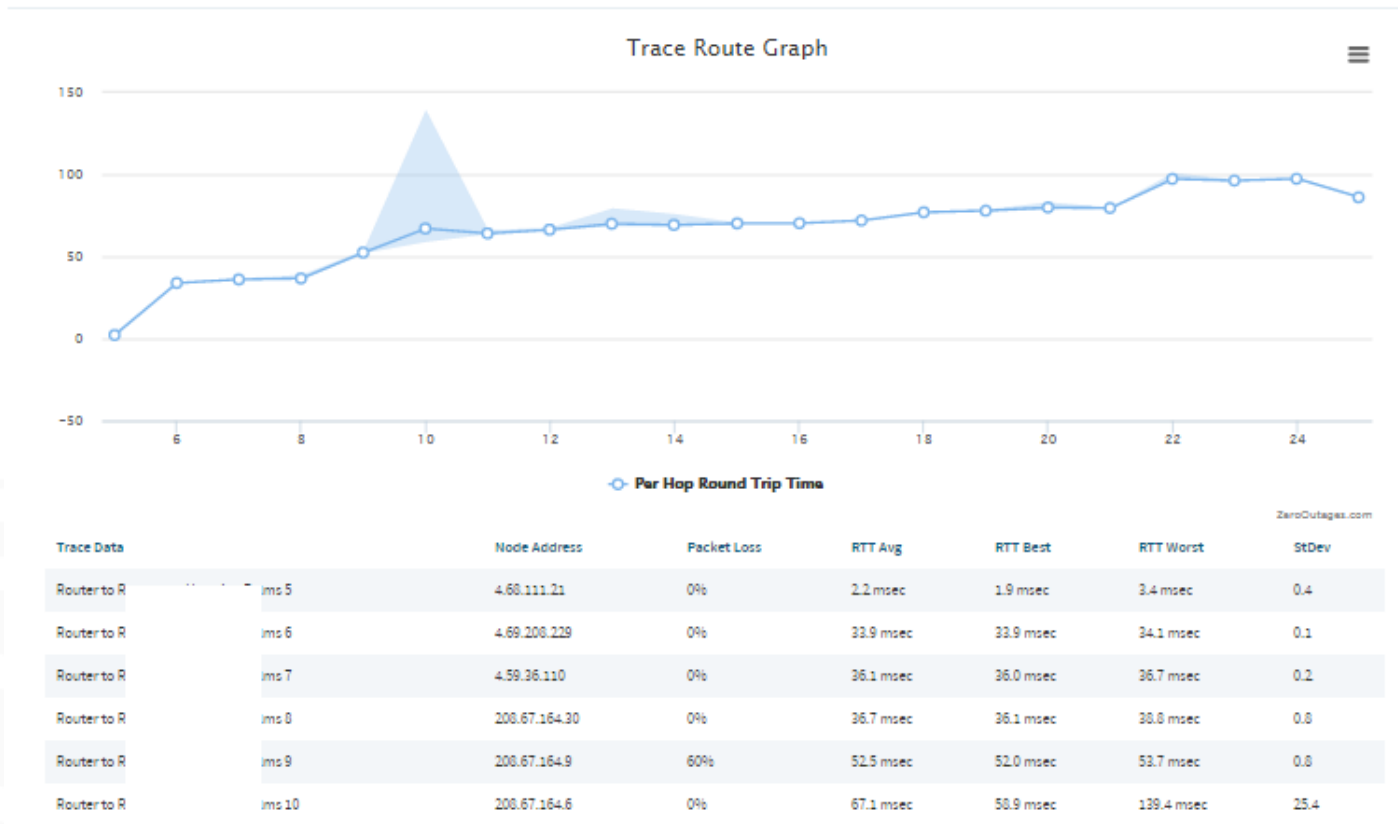 Trace Route Graph
150
100
50
0
-50
6 8 10 12 14 16 18 20 22 24
Per Hop Round Trip Time
ZeroOutages.com
Trace Data Node Address Packet Loss RTT Avg RTT Best RTT Worst StDev
Router to R ms 5 4.68.111.21 0% 2.2 msec 1.9 msec 3.4 msec 0.4
Router to R ms 6 4.69.208.229 0% 33.9 msec 33.9 msec 34.1 msec 0.1
Router to R ms 7 4.59.36.110 0% 36.1 msec 36.0 msec 36.7 msec 0.2
Router to R ms 8 208.67.164.30 0% 36.7 msec 36.1 msec 38.8 msec 0.8
Router to R ms 9 208.67.164.9 60% 52.5 msec 52.0 msec 53.7 msec 0.8
Router to R ms 10 208.67.164.6 0% 67.1 msec 58.9 msec 139.4 msec 25.4